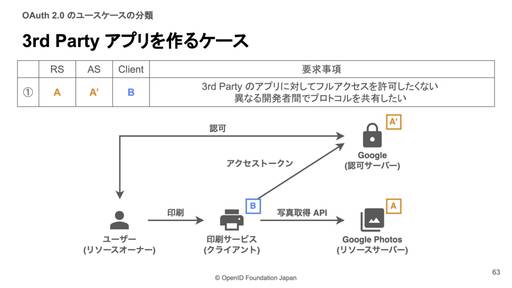 OAuth 2.0 のユースケースの分類
3rd Party アプリを作るケース
RS AS Client 要求事項
① A A' B 3rd Party のアプリに対してフルアクセスを許可したくない
異なる開発者間でプロトコルを共有したい
認可
A'
アクセストークン
Google
(認可サーバー)
印刷
B
写真取得 API
A
ユーザー
(リソースオーナー)
印刷サービス
(クライアント)
Google Photos
(リソースサーバー)
© OpenID Foundation Japan
63